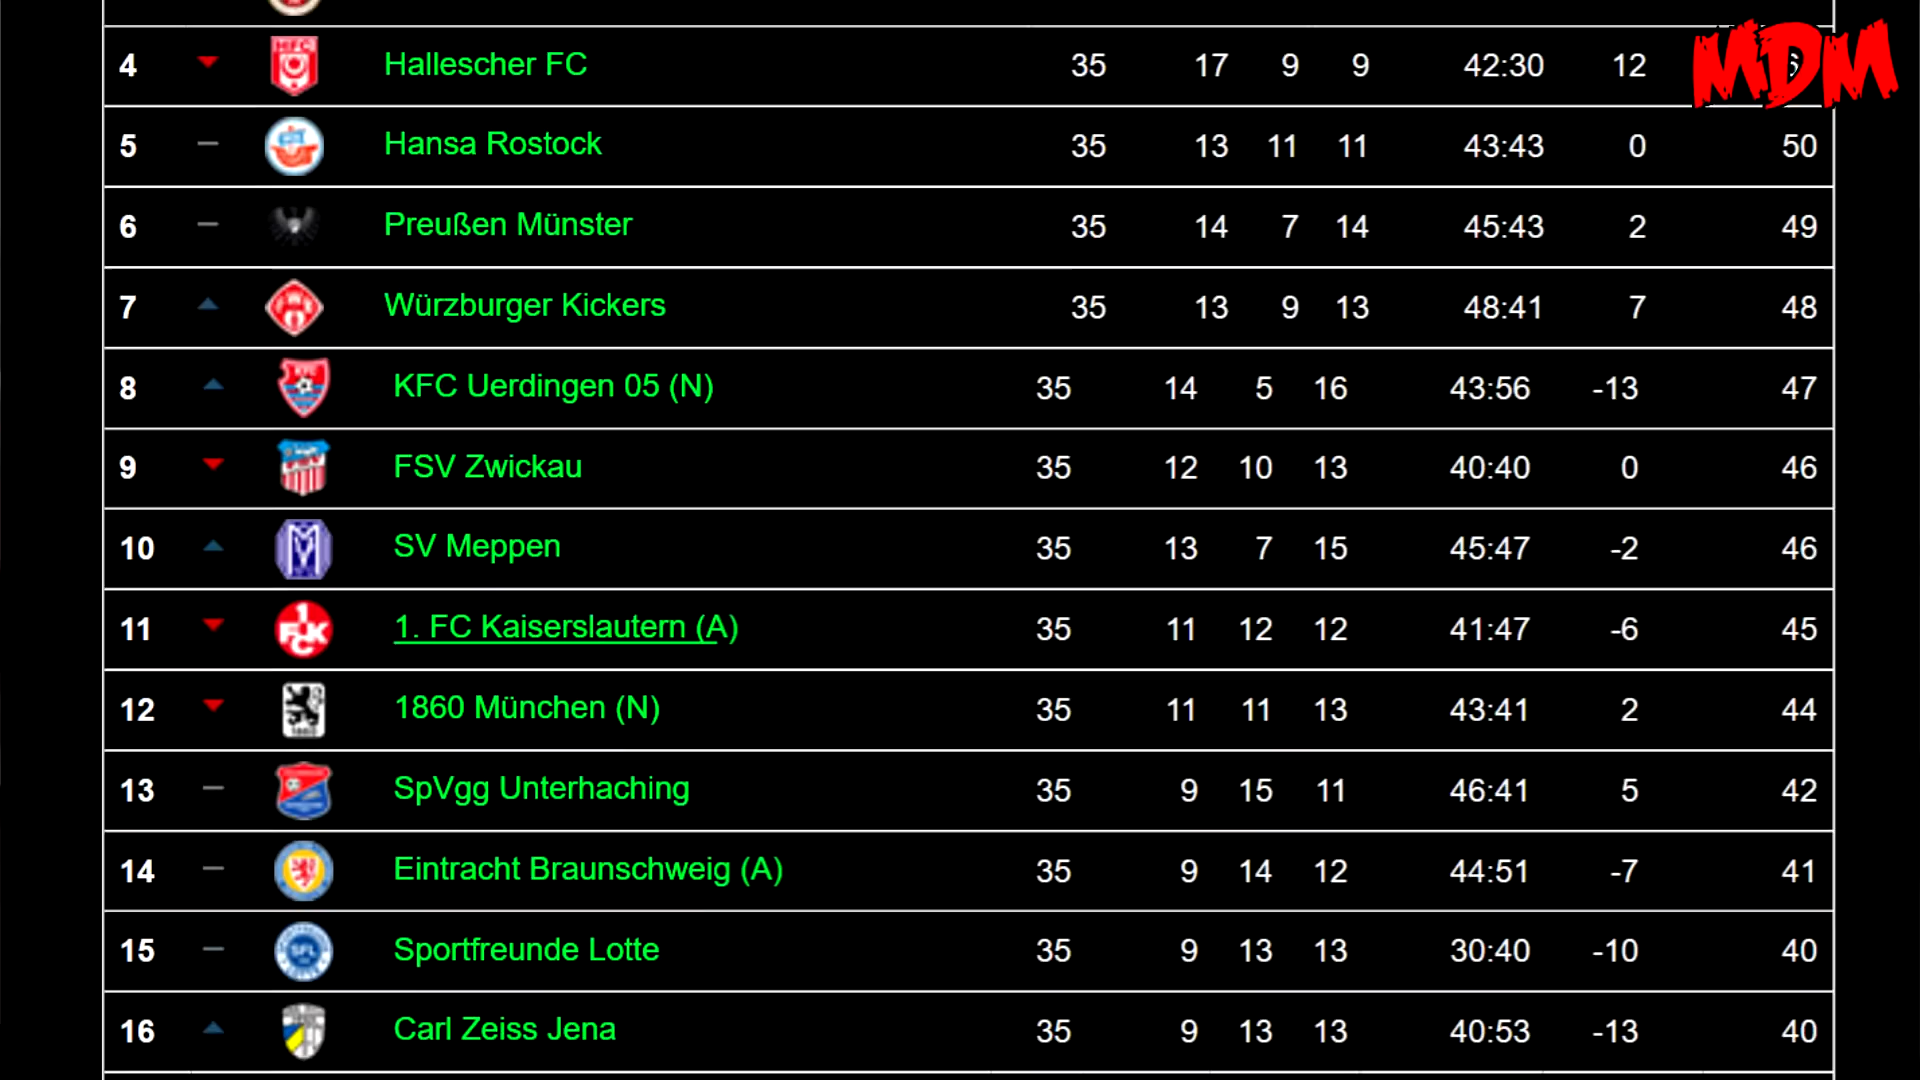 MDM
4 Hallescher FC 35 17 9 9 42:30 12
5 Hansa Rostock 35 13 11 11 43:43 0 50
6 Preußen Münster 35 14 7 14 45:43 2 49
7 Würzburger Kickers 35 13 9 13 48:41 7 48
8 KFC Uerdingen 05 (N) 35 14 5 16 43:56 -13 47
9 FSV Zwickau 35 12 10 13 40:40 0 46
10 SV Meppen 35 13 7 15 45:47 -2 46
11 1. FC Kaiserslautern (A) 35 11 12 12 41:47 -6 45
12 1860 München (N) 35 11 11 13 43:41 2 44
13 SpVgg Unterhaching 35 9 15 11 46:41 5 42
14 Eintracht Braunschweig (A) 35 9 14 12 44:51 -7 41
15 Sportfreunde Lotte 35 9 13 13 30:40 -10 40
16 Carl Zeiss Jena 35 9 13 13 40:53 -13 40